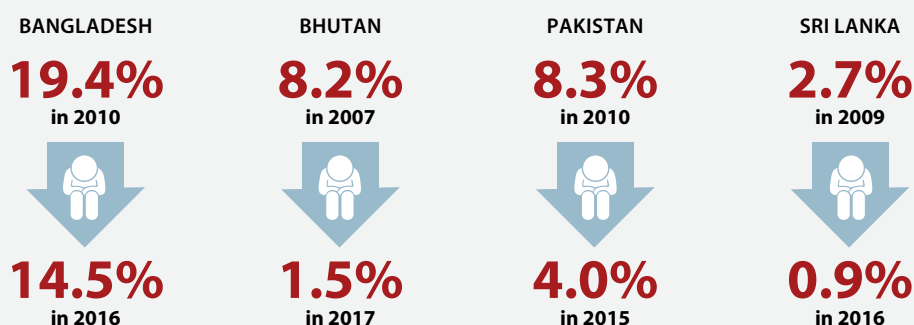 BANGLADESH
19.4%
in 2010
14.5%
in 2016
BHUTAN
8.2%
in 2007
1.5%
in 2017
PAKISTAN
8.3%
in 2010
4.0%
in 2015
SRI LANKA
2.7%
in 2009
0.9%
in 2016